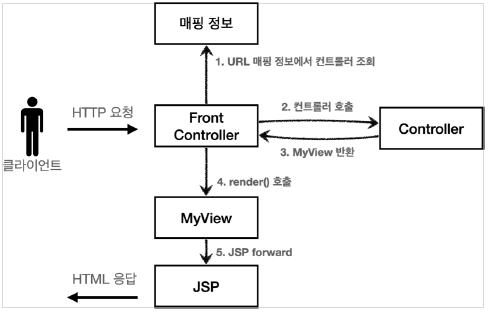 매핑 정보
1. URL 매핑 정보에서 컨트롤러 조회
HTTP 요청
Front
Controller
2. 컨트롤러 호출
Controller
3. MyView 반환
클라이언트
4. render() 호출
MyView
5. JSP forward
HTML 응답
JSP